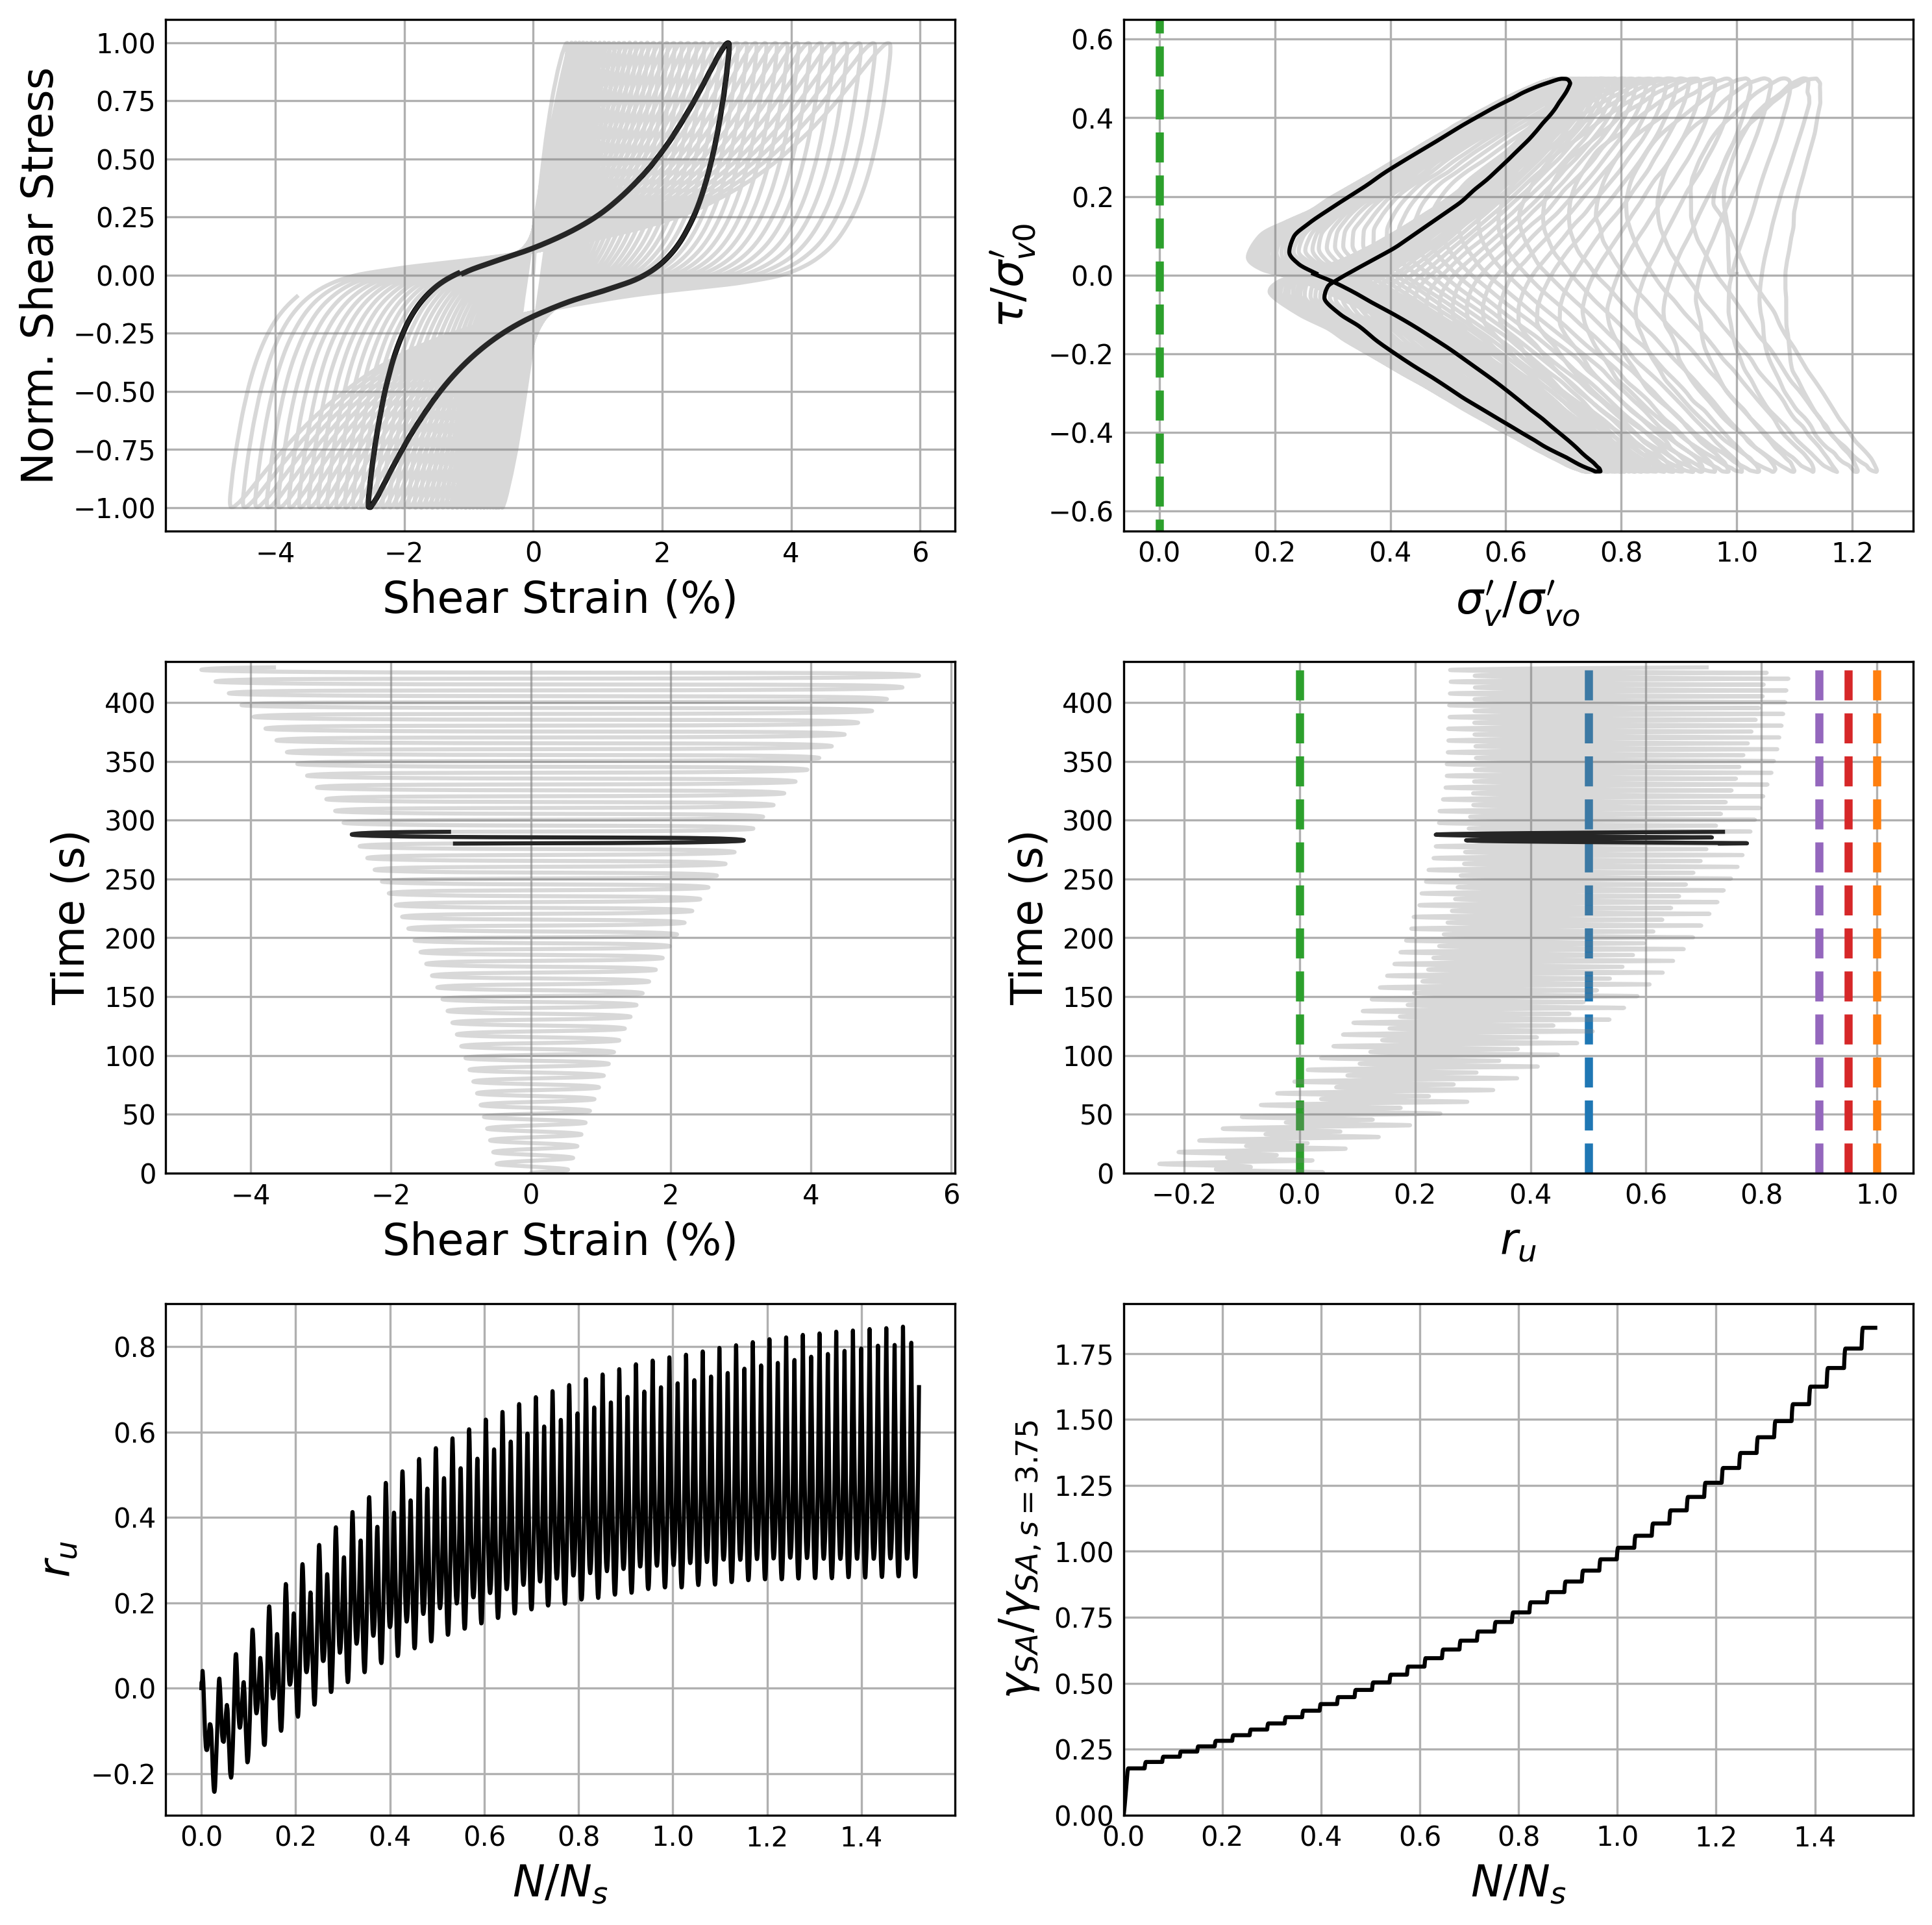 1.00
0.75
0.50
0.25
0.00
−0.25
−0.50
−0.75
−1.00
Norm. Shear Stress
−4 −2 0 2 4 6
Shear Strain (%)
0.6
0.4
0.2
0.0
−0.2
−0.4
−0.6
τ/σ′v0
0.0 0.2 0.4 0.6 0.8 1.0 1.2
σ′v/σ′vo
400
350
300
250
200
150
100
50
0
Time (s)
−4 −2 0 2 4 6
Shear Strain (%)
400
350
300
250
200
150
100
50
0
Time (s)
−0.2 0.0 0.2 0.4 0.6 0.8 1.0
ru
0.8
0.6
0.4
0.2
0.0
−0.2
ru
0.0 0.2 0.4 0.6 0.8 1.0 1.2 1.4
N/Ns
1.75
1.50
1.25
1.00
0.75
0.50
0.25
0.00
γSA/γSA, s = 3.75
0.0 0.2 0.4 0.6 0.8 1.0 1.2 1.4
N/Ns